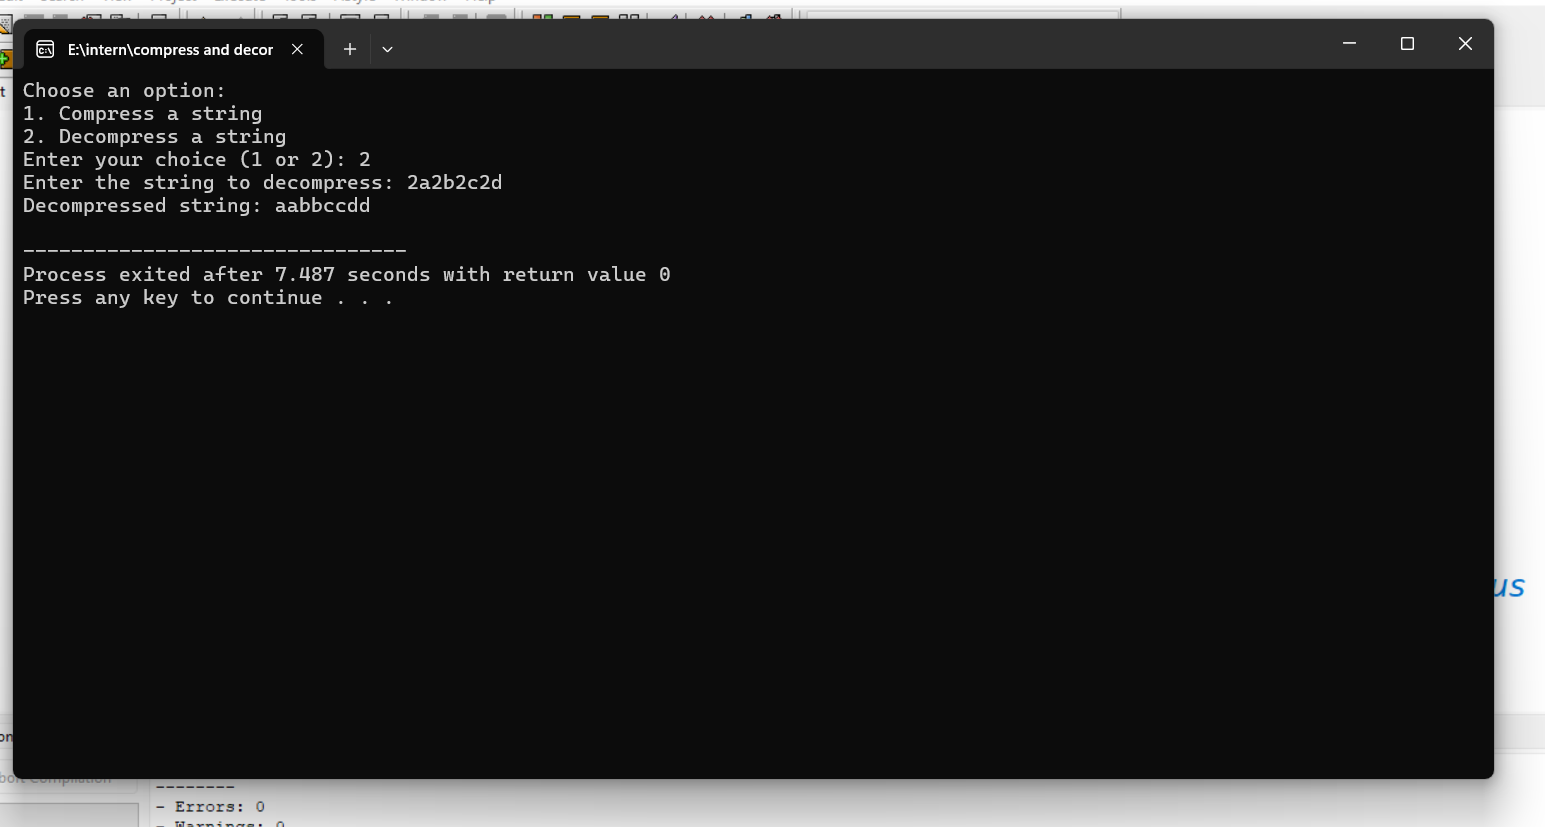 E:\intern\compress and decor
Choose an option:
1. Compress a string
2. Decompress a string
Enter your choice (1 or 2): 2
Enter the string to decompress: 2a2b2c2d
Decompressed string: aabbccdd
--------------------------------
Process exited after 7.487 seconds with return value 0
Press any key to continue . . .
us
--------
- Errors: 0
- Warnings: 0